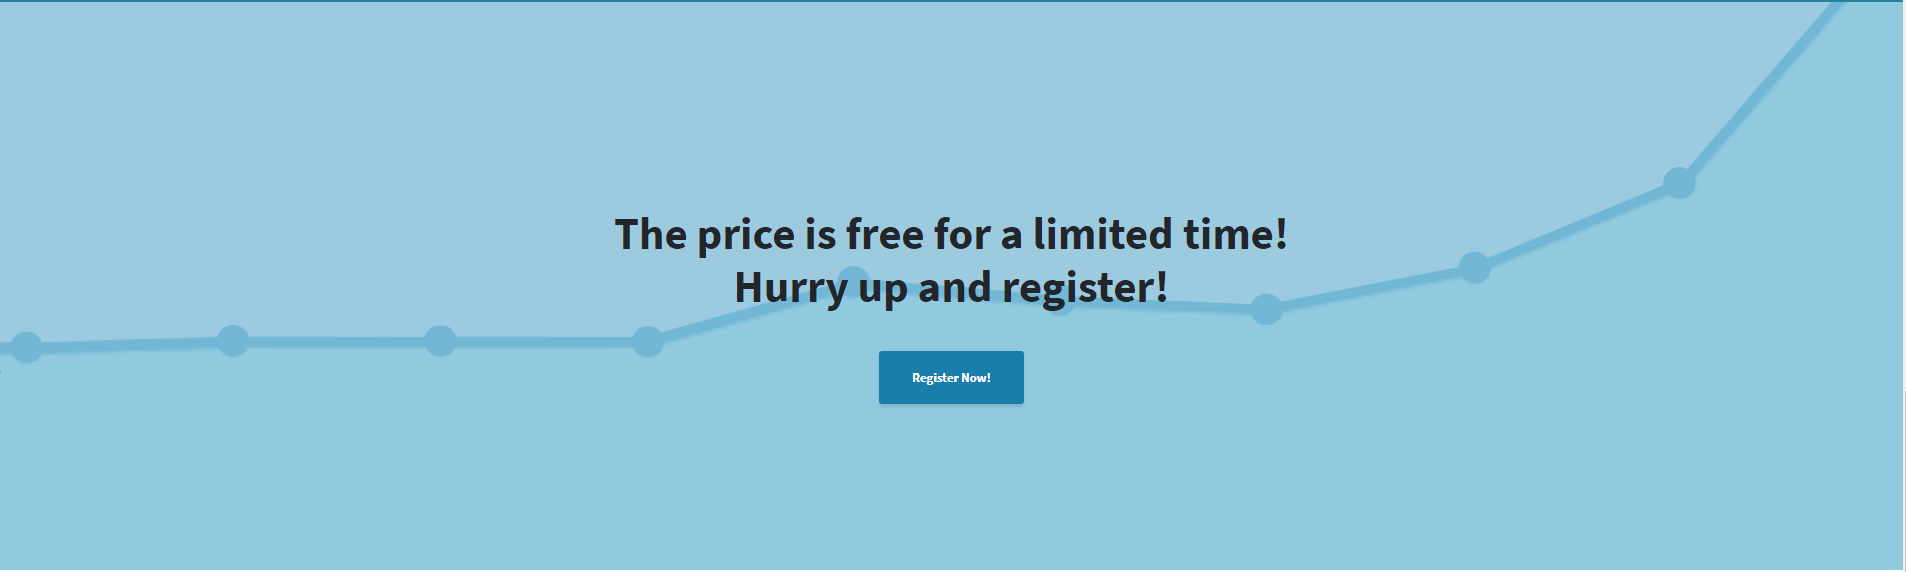 The price is free for a limited time!
Hurry up and register!
Register Now!